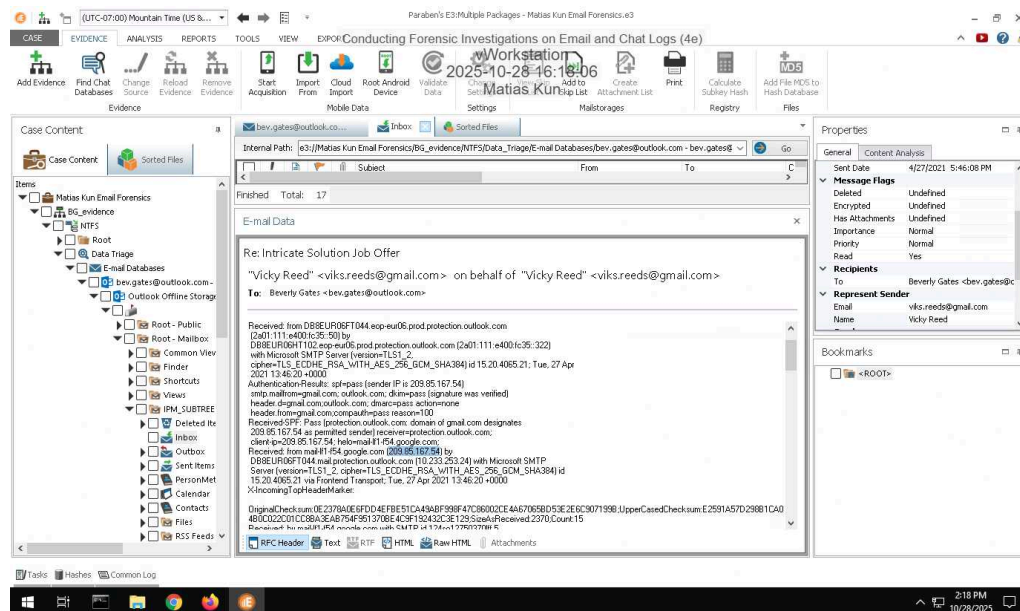 (UTC-07:00) Mountain Time (US &...
Paraben's E3:Multiple Packages - Matias Kun Email Forensics.e3
CASE EVIDENCE ANALYSIS REPORTS TOOLS VIEW EXPOR
Conducting Forensic Investigations on Email and Chat Logs (4e)
vWorkstation
2025-10-28 16:18:06
Matias Kun
Add Evidence
Find Chat Databases
Change Source
Reload Evidence
Remove Evidence
Start Acquisition
Import From
Cloud Import
Root Android Device
Validate Data
Add to Skip List
Create Attachment List
Print
Calculate Subkey Hash
MD5
Add File MD5 to Hash Database
Evidence Mobile Data Settings Mailstorages Registry Files
Case Content
Case Content Sorted Files
Items
Matias Kun Email Forensics
BG_evidence
NTFS
Root
Data Triage
E-mail Databases
bev.gates@outlook.com -
Outlook Offline Storage
Root - Public
Root - Mailbox
Common View
Finder
Shortcuts
Views
IPM_SUBTREE
Deleted Ite
Inbox
Outbox
Sent Items
PersonMet
Calendar
Contacts
Files
RSS Feeds
bev.gates@outlook.co... Inbox Sorted Files
Internal Path: e3://Matias Kun Email Forensics/BG_evidence/NTFS/Data_Triage/E-mail Databases/bev.gates@outlook.com - bev.gates@ Go
Subject From To C
Finished Total: 17
E-mail Data
Re: Intricate Solution Job Offer
"Vicky Reed" <viks.reeds@gmail.com> on behalf of "Vicky Reed" <viks.reeds@gmail.com>
To: Beverly Gates <bev.gates@outlook.com>
Received: from DB8EUR06FT044.eop-eur06.prod.protection.outlook.com
(2a01:111:e400:fc35::50) by
DB8EUR06HT102.eop-eur06.prod.protection.outlook.com (2a01:111:e400:fc35::322)
with Microsoft SMTP Server (version=TLS1_2,
cipher=TLS_ECDHE_RSA_WITH_AES_256_GCM_SHA384) id 15.20.4065.21; Tue, 27 Apr
2021 13:46:20 +0000
Authentication-Results: spf=pass (sender IP is 209.85.167.54)
smtp.mailfrom=gmail.com; outlook.com; dkim=pass (signature was verified)
header.d=gmail.com;outlook.com; dmarc=pass action=none
header.from=gmail.com;compauth=pass reason=100
Received-SPF: Pass (protection.outlook.com: domain of gmail.com designates
209.85.167.54 as permitted sender) receiver=protection.outlook.com;
client-ip=209.85.167.54; helo=mail-lf1-f54.google.com;
Received: from mail-lf1-f54.google.com (209.85.167.54) by
DB8EUR06FT044.mail.protection.outlook.com (10.233.253.24) with Microsoft SMTP
Server (version=TLS1_2, cipher=TLS_ECDHE_RSA_WITH_AES_256_GCM_SHA384) id
15.20.4065.21 via Frontend Transport; Tue, 27 Apr 2021 13:46:20 +0000
X-IncomingTopHeaderMarker:
RFC Header Text RTF HTML Raw HTML Attachments
Properties
General Content Analysis
Sent Date 4/27/2021 5:46:08 PM
Message Flags
Deleted Undefined
Encrypted Undefined
Has Attachments Undefined
Importance Normal
Priority Normal
Read Yes
Recipients
To Beverly Gates <bev.gates@c
Represent Sender
Email viks.reeds@gmail.com
Name Vicky Reed
Bookmarks
<ROOT>
Tasks Hashes Common Log
2:18 PM
10/28/2025